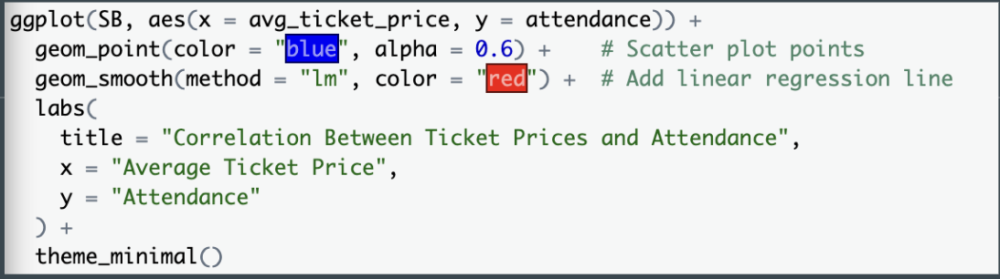 ggplot(SB, aes(x = avg_ticket_price, y = attendance)) +
  geom_point(color = "blue", alpha = 0.6) +    # Scatter plot points
  geom_smooth(method = "lm", color = "red") +  # Add linear regression line
  labs(
    title = "Correlation Between Ticket Prices and Attendance",
    x = "Average Ticket Price",
    y = "Attendance"
  ) +
  theme_minimal()